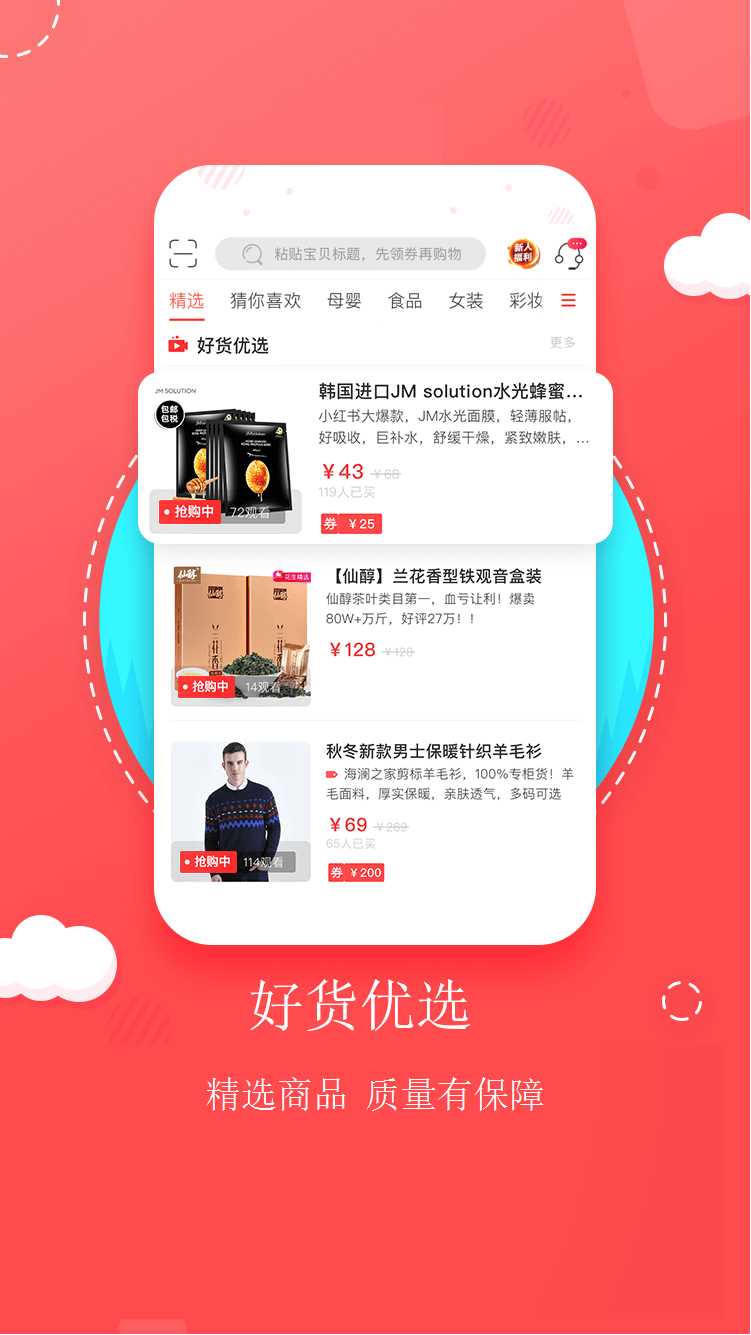 粘贴宝贝标题，先领券再购物
新人
福利
精选 猜你喜欢 母婴 食品 女装 彩妆
好货优选 更多
JM SOLUTION
包邮
包税
韩国进口JM solution水光蜂蜜...
小红书大爆款，JM水光面膜，轻薄服帖，
好吸收，巨补水，舒缓干燥，紧致嫩肤，...
￥43 ￥68
119人已买
抢购中 72观看
券 ￥25
仙醇
花生精选
【仙醇】兰花香型铁观音盒装
仙醇茶叶类目第一，血亏让利！爆卖
80W+万斤，好评27万！！
￥128 ￥128
抢购中 14观看
秋冬新款男士保暖针织羊毛衫
海澜之家剪标羊毛衫，100%专柜货！羊
毛面料，厚实保暖，亲肤透气，多码可选
￥69 ￥269
65人已买
抢购中 114观看
券 ￥200
好货优选
精选商品 质量有保障